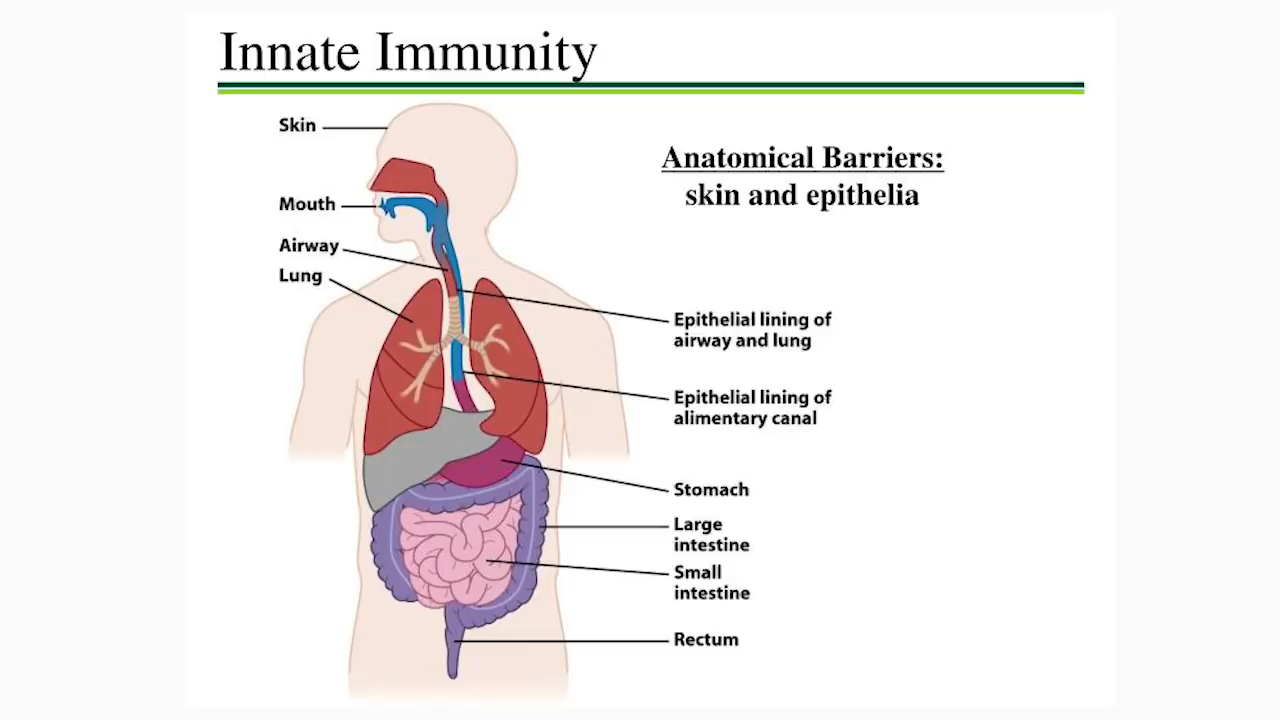 Innate Immunity
Skin
Mouth
Airway
Lung
Anatomical Barriers:
skin and epithelia
Epithelial lining of
airway and lung
Epithelial lining of
alimentary canal
Stomach
Large
intestine
Small
intestine
Rectum